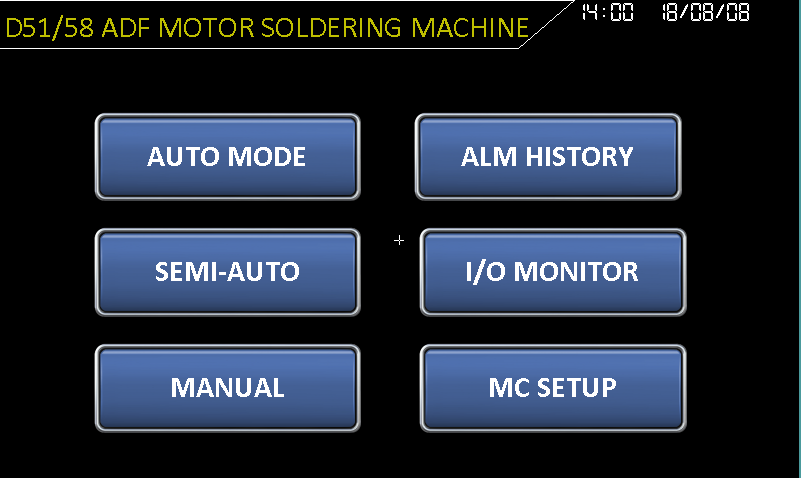 D51/58 ADF MOTOR SOLDERING MACHINE
14:00 18/08/08
AUTO MODE
ALM HISTORY
SEMI-AUTO
I/O MONITOR
MANUAL
MC SETUP